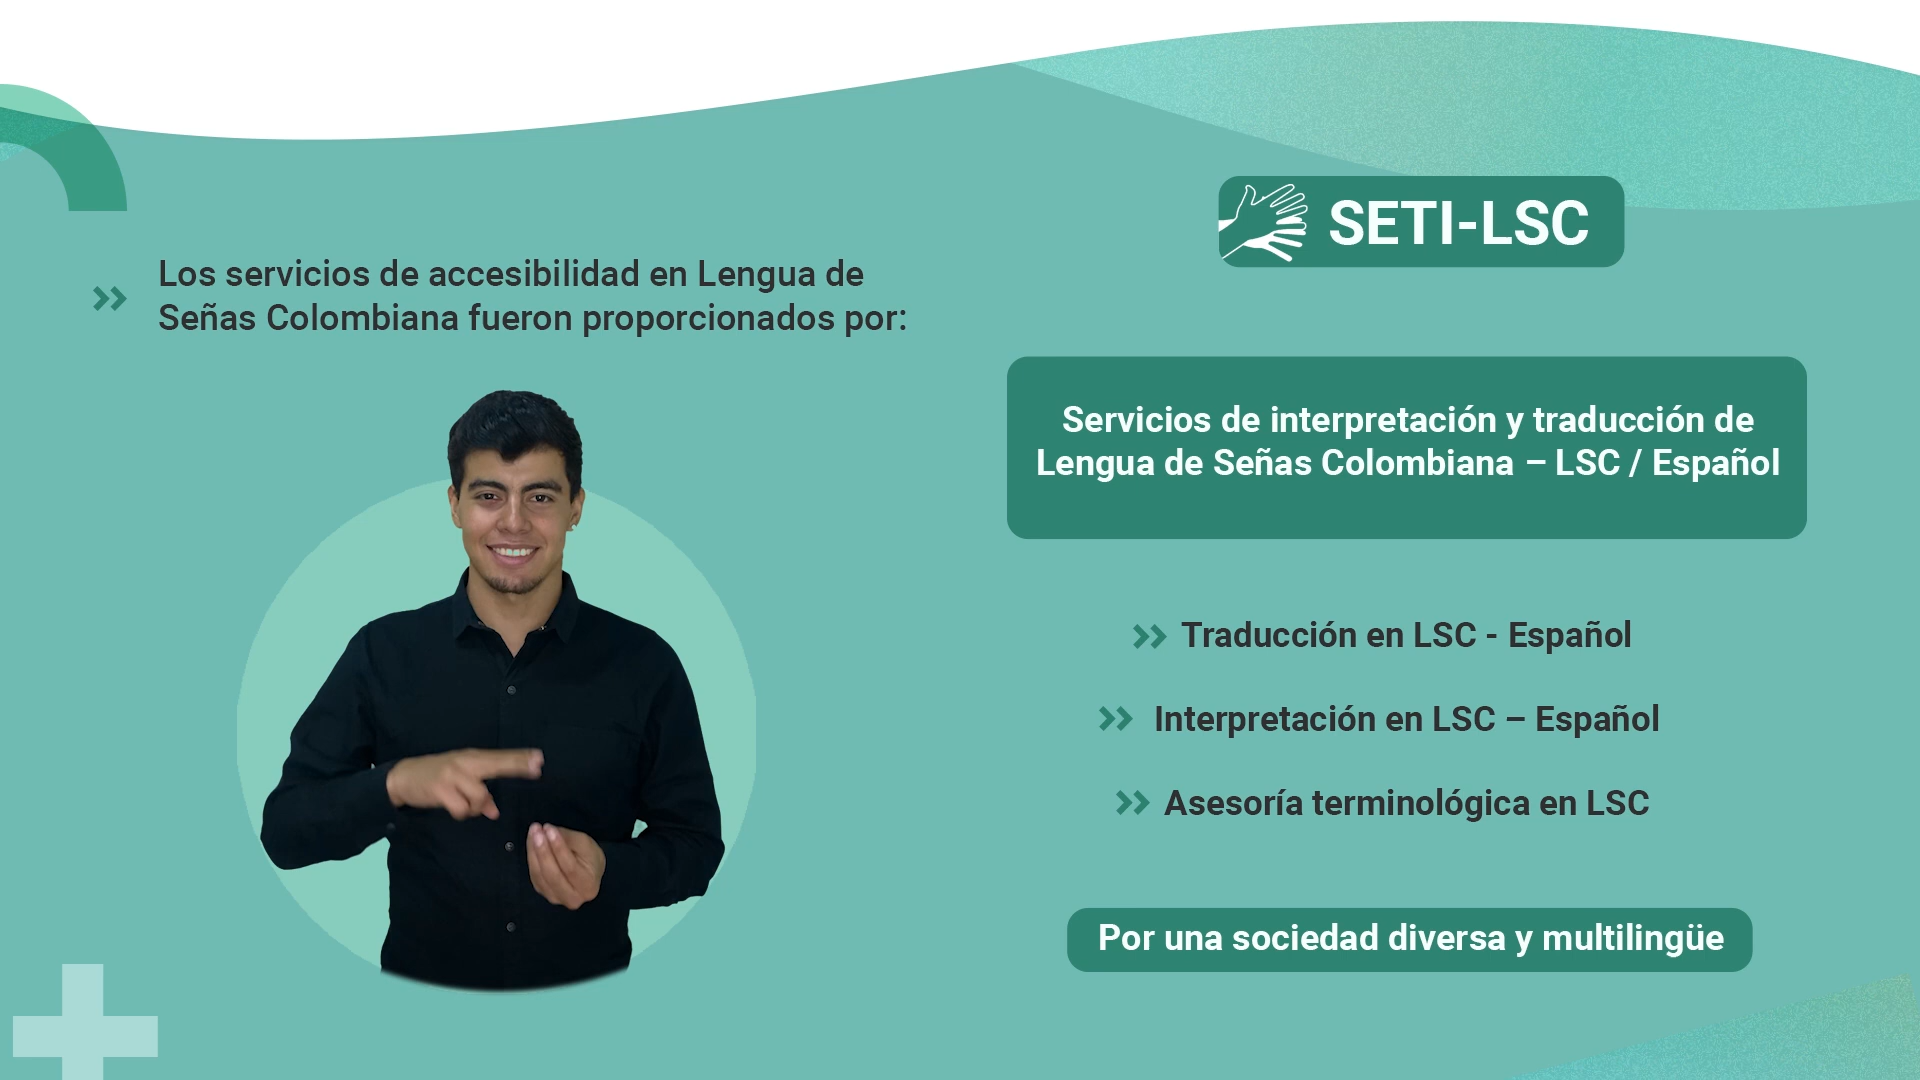 Los servicios de accesibilidad en Lengua de
Señas Colombiana fueron proporcionados por:
SETI-LSC
Servicios de interpretación y traducción de
Lengua de Señas Colombiana – LSC / Español
Traducción en LSC - Español
Interpretación en LSC – Español
Asesoría terminológica en LSC
Por una sociedad diversa y multilingüe